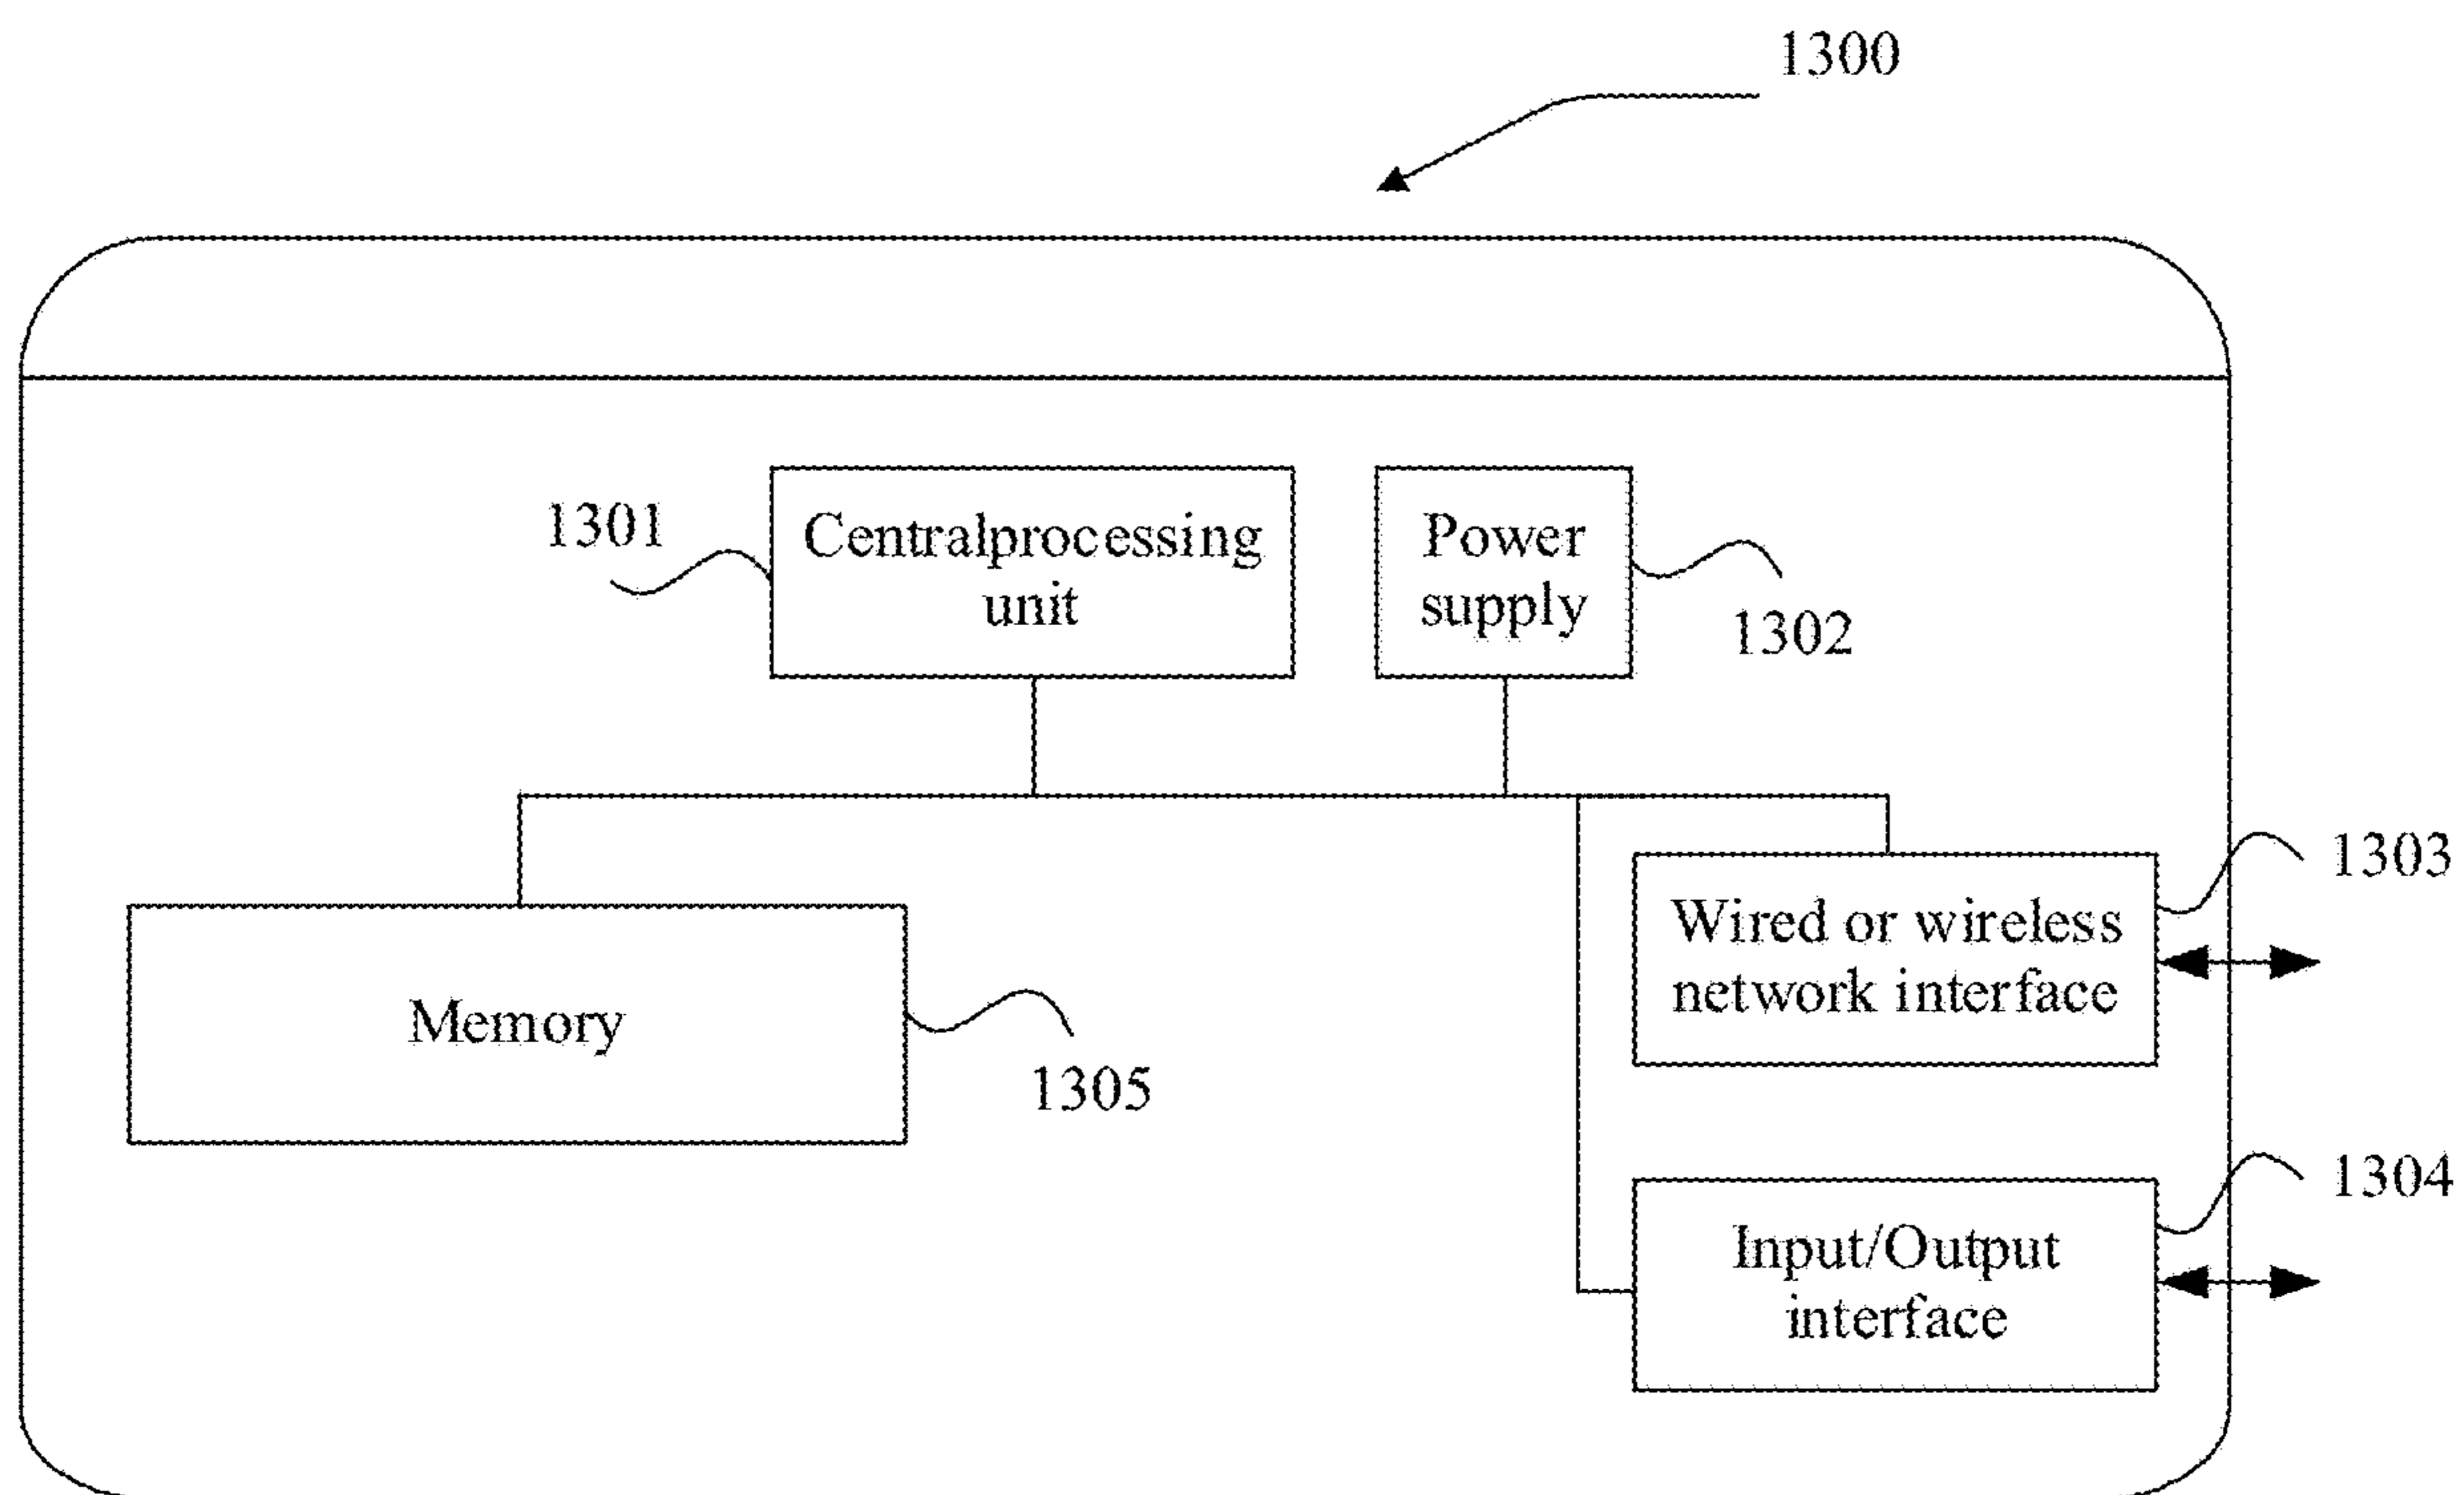 1300
1301
Centralprocessing
unit
Power
supply
1302
1303
Wired or wireless
network interface
Memory
1305
1304
Input/Output
interface